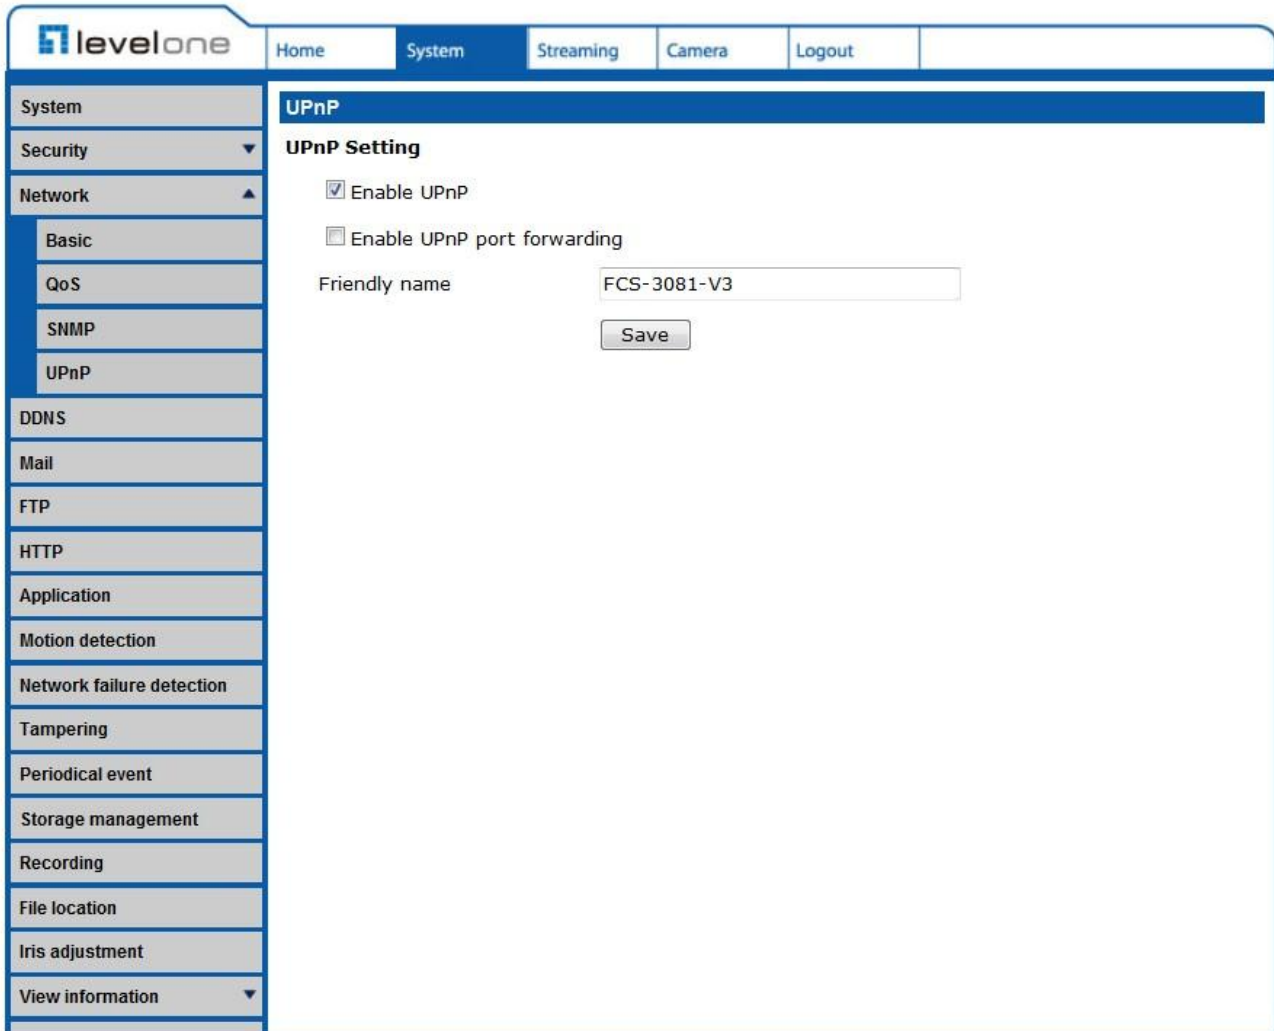 levelone
Home System Streaming Camera Logout
System
Security
Network
Basic
QoS
SNMP
UPnP
DDNS
Mail
FTP
HTTP
Application
Motion detection
Network failure detection
Tampering
Periodical event
Storage management
Recording
File location
Iris adjustment
View information
UPnP
UPnP Setting
Enable UPnP
Enable UPnP port forwarding
Friendly name FCS-3081-V3
Save